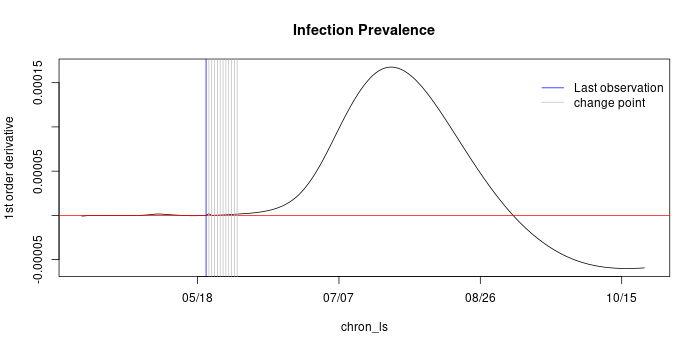 Infection Prevalence
1st order derivative
0.00015
0.00005
-0.00005
Last observation
change point
05/18
07/07
08/26
10/15
chron_ls